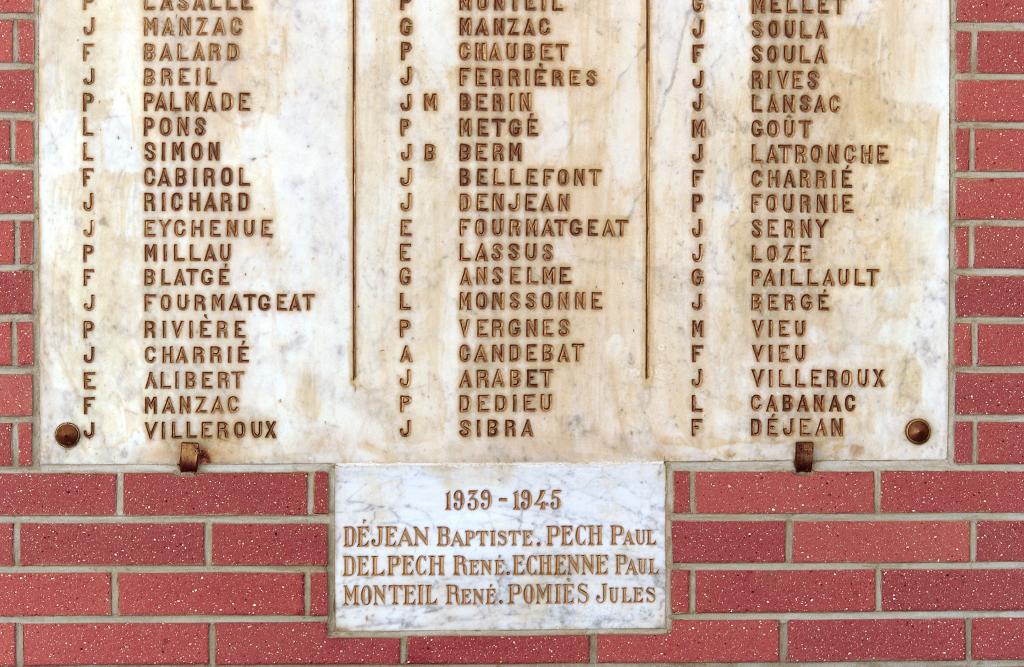 P LASALLE
J MANZAC
F BALARD
J BREIL
P PALMADE
L PONS
L SIMON
F CABIROL
J RICHARD
J EYCHENUE
P MILLAU
F BLATGÉ
J FOURMATGEAT
P RIVIÈRE
J CHARRIÉ
E ALIBERT
F MANZAC
J VILLEROUX
P MONTEIL
G MANZAC
P CHAUBET
J FERRIÈRES
J M BERIN
P METGÉ
J B BERM
J BELLEFONT
J DENJEAN
E FOURMATGEAT
E LASSUS
G ANSELME
L MONSSONNE
P VERGNES
A CANDEBAT
J ARABET
P DEDIEU
J SIBRA
G MELLET
J SOULA
F SOULA
J RIVES
J LANSAC
M GOÛT
J LATRONCHE
F CHARRIÉ
P FOURNIE
J SERNY
J LOZE
G PAILLAULT
J BERGÉ
M VIEU
F VIEU
J VILLEROUX
L CABANAC
F DÉJEAN
1939-1945
DÉJEAN BAPTISTE. PECH PAUL
DELPECH RENÉ. ECHENNE PAUL
MONTEIL RENÉ. POMIÈS JULES